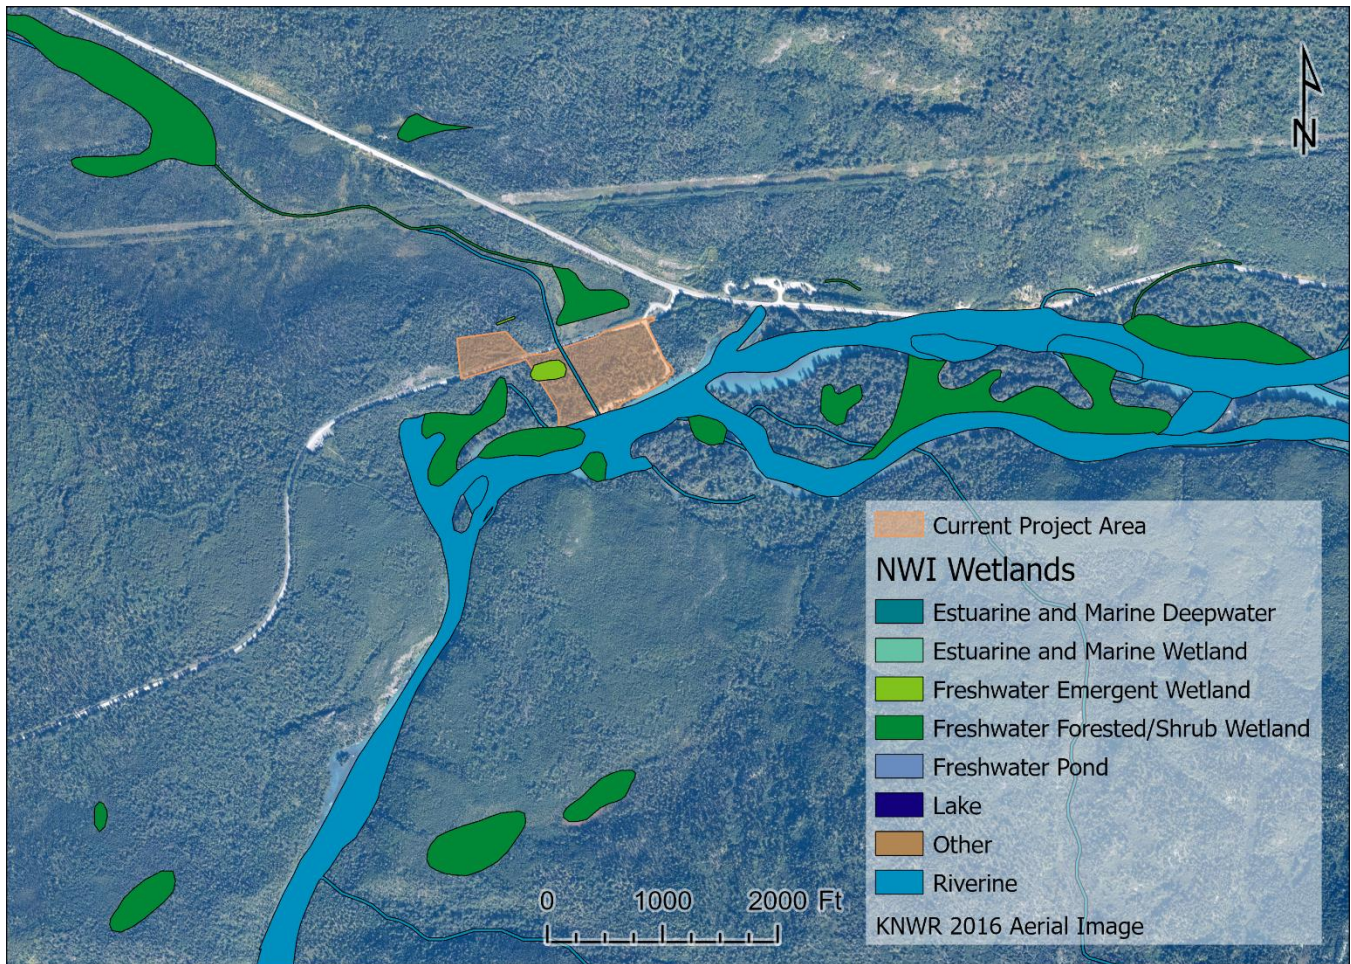 N
Current Project Area
NWI Wetlands
Estuarine and Marine Deepwater
Estuarine and Marine Wetland
Freshwater Emergent Wetland
Freshwater Forested/Shrub Wetland
Freshwater Pond
Lake
Other
Riverine
KNWR 2016 Aerial Image
0 1000 2000 Ft